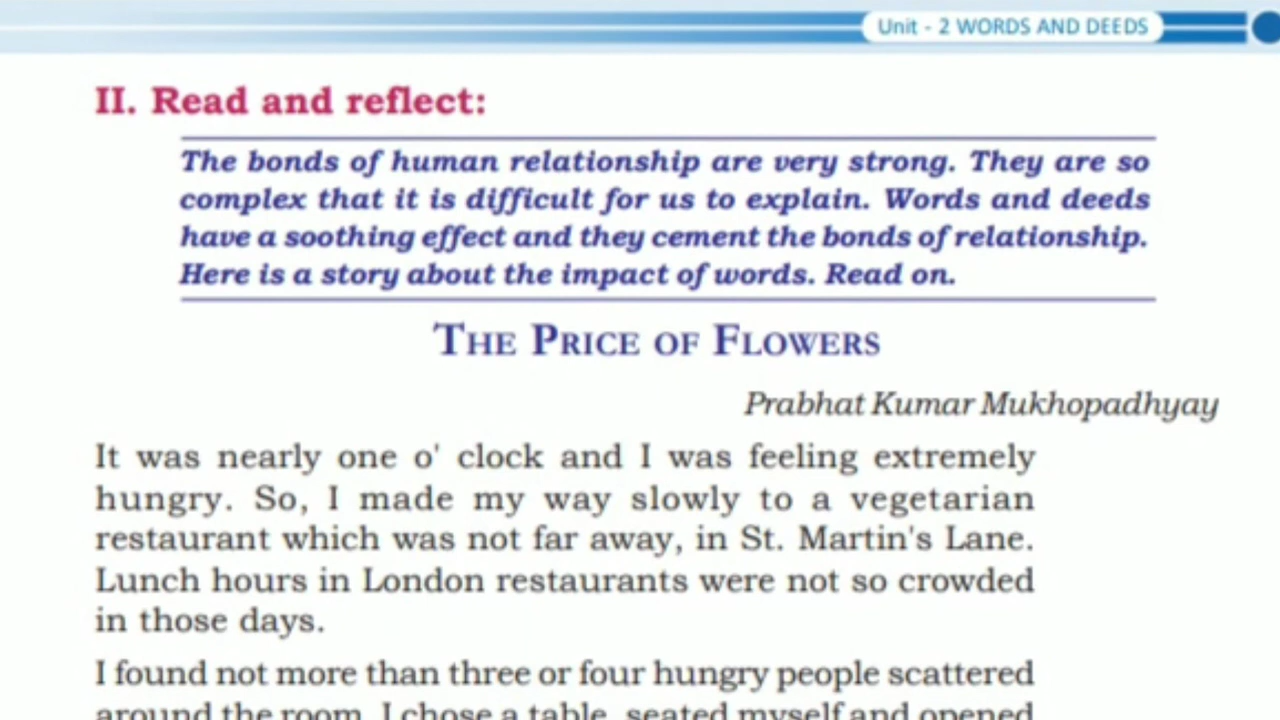 Unit - 2 WORDS AND DEEDS
II. Read and reflect:
The bonds of human relationship are very strong. They are so
complex that it is difficult for us to explain. Words and deeds
have a soothing effect and they cement the bonds of relationship.
Here is a story about the impact of words. Read on.
THE PRICE OF FLOWERS
Prabhat Kumar Mukhopadhyay
It was nearly one o' clock and I was feeling extremely
hungry. So, I made my way slowly to a vegetarian
restaurant which was not far away, in St. Martin's Lane.
Lunch hours in London restaurants were not so crowded
in those days.
I found not more than three or four hungry people scattered
around the room. I chose a table, seated myself and opened